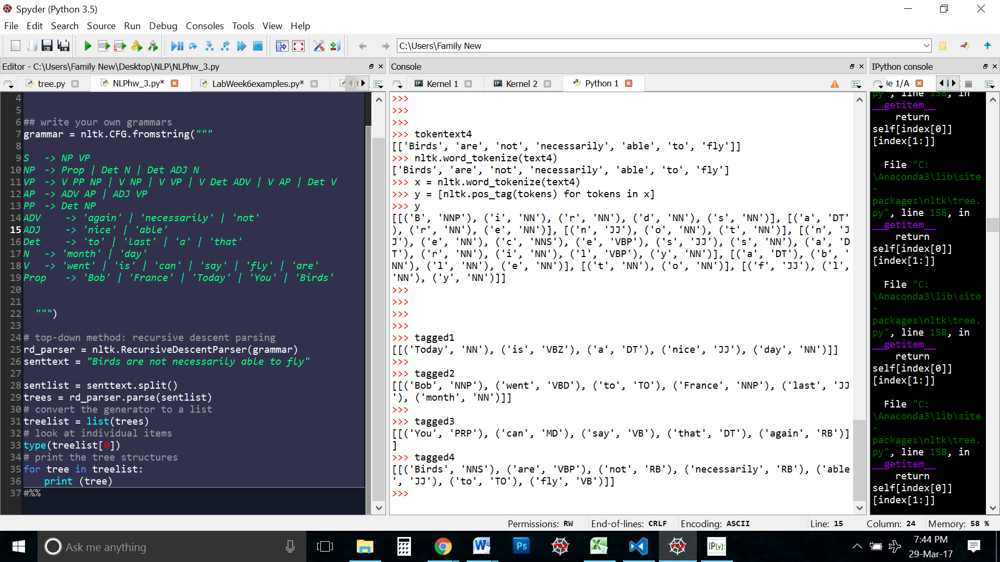 Spyder (Python 3.5)
File Edit Search Source Run Debug Consoles Tools View Help
C:\Users\Family New
Editor - C:\Users\Family New\Desktop\NLP\NLPhw_3.py
tree.py NLPhw_3.py* LabWeek6examples.py*
4
5
6 ## write your own grammars
7 grammar = nltk.CFG.fromstring("""
8
9 S -> NP VP
10 NP -> Prop | Det N | Det ADJ N
11 VP -> V PP NP | V NP | V VP | V Det ADV | V AP | Det V
12 AP -> ADV AP | ADJ VP
13 PP -> Det NP
14 ADV -> 'again' | 'necessarily' | 'not'
15 ADJ -> 'nice' | 'able'
16 Det -> 'to' | 'last' | 'a' | 'that'
17 N -> 'month' | 'day'
18 V -> 'went' | 'is' | 'can' | 'say' | 'fly' | 'are'
19 Prop -> 'Bob' | 'France' | 'Today' | 'You' | 'Birds'
20
21
22 """)
23
24 # top-down method: recursive descent parsing
25 rd_parser = nltk.RecursiveDescentParser(grammar)
26 senttext = "Birds are not necessarily able to fly"
27
28 sentlist = senttext.split()
29 trees = rd_parser.parse(sentlist)
30 # convert the generator to a list
31 treelist = list(trees)
32 # look at individual items
33 type(treelist[0])
34 # print the tree structures
35 for tree in treelist:
36 print (tree)
37 #%%
Console
IP: Kernel 1 IP: Kernel 2 Python 1
>>>
>>>
>>>
>>> tokentext4
[['Birds', 'are', 'not', 'necessarily', 'able', 'to', 'fly']]
>>> nltk.word_tokenize(text4)
['Birds', 'are', 'not', 'necessarily', 'able', 'to', 'fly']
>>> x = nltk.word_tokenize(text4)
>>> y = [nltk.pos_tag(tokens) for tokens in x]
>>> y
[[('B', 'NNP'), ('i', 'NN'), ('r', 'NN'), ('d', 'NN'), ('s', 'NN')], [('a', 'DT'
), ('r', 'NN'), ('e', 'NN')], [('n', 'JJ'), ('o', 'NN'), ('t', 'NN')], [('n', 'J
J'), ('e', 'NN'), ('c', 'NNS'), ('e', 'VBP'), ('s', 'JJ'), ('s', 'NN'), ('a', 'D
T'), ('r', 'NN'), ('i', 'NN'), ('l', 'VBP'), ('y', 'NN')], [('a', 'DT'), ('b', '
NN'), ('l', 'NN'), ('e', 'NN')], [('t', 'NN'), ('o', 'NN')], [('f', 'JJ'), ('l',
'NN'), ('y', 'NN')]]
>>>
>>>
>>>
>>>
>>> tagged1
[[('Today', 'NN'), ('is', 'VBZ'), ('a', 'DT'), ('nice', 'JJ'), ('day', 'NN')]]
>>>
>>> tagged2
[[('Bob', 'NNP'), ('went', 'VBD'), ('to', 'TO'), ('France', 'NNP'), ('last', 'JJ
'), ('month', 'NN')]]
>>>
>>> tagged3
[[('You', 'PRP'), ('can', 'MD'), ('say', 'VB'), ('that', 'DT'), ('again', 'RB')]
]
>>> tagged4
[[('Birds', 'NNS'), ('are', 'VBP'), ('not', 'RB'), ('necessarily', 'RB'), ('able
', 'JJ'), ('to', 'TO'), ('fly', 'VB')]]
>>>
IPython console
le 1/A
py", line 158, in
__getitem__
return
self[index[0]]
[index[1:]]
File "C:
\Anaconda3\lib\site
-
packages\nltk\tree.
py", line 158, in
__getitem__
return
self[index[0]]
[index[1:]]
File "C:
\Anaconda3\lib\site
-
packages\nltk\tree.
py", line 158, in
__getitem__
return
self[index[0]]
[index[1:]]
File "C:
\Anaconda3\lib\site
-
packages\nltk\tree.
py", line 158, in
__getitem__
return
self[index[0]]
[index[1:]]
Permissions: RW End-of-lines: CRLF Encoding: ASCII Line: 15 Column: 24 Memory: 58 %
Ask me anything
Ps
IP[y]:
7:44 PM
29-Mar-17